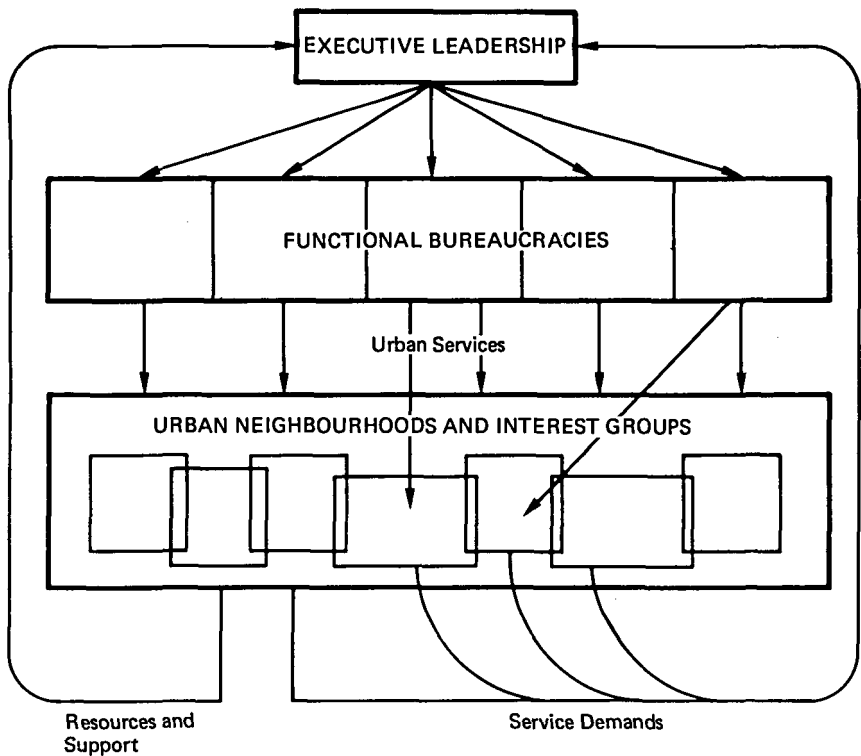 EXECUTIVE LEADERSHIP
FUNCTIONAL BUREAUCRACIES
Urban Services
URBAN NEIGHBOURHOODS AND INTEREST GROUPS
Resources and
Support
Service Demands